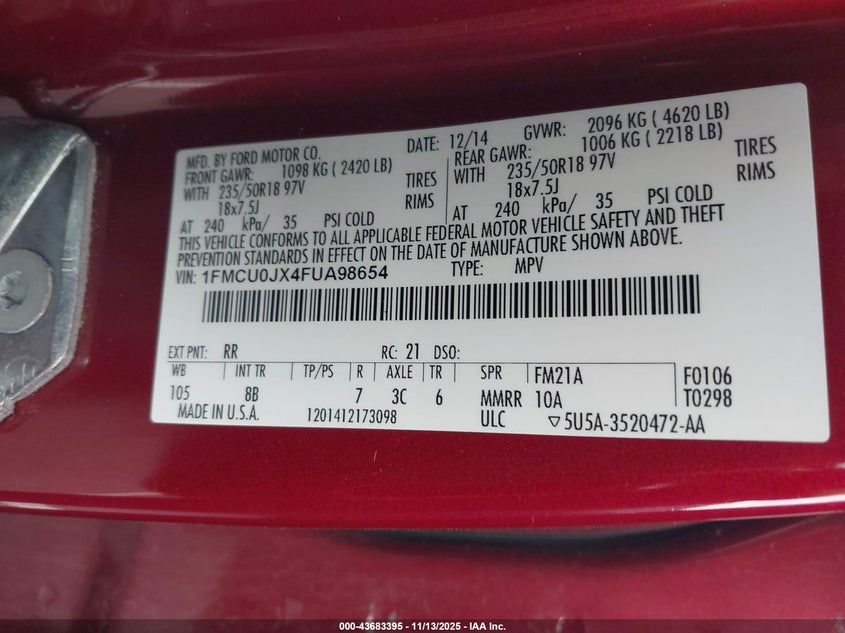 MFD. BY FORD MOTOR CO.
DATE: 12/14 GVWR: 2096 KG ( 4620 LB)
FRONT GAWR: 1098 KG ( 2420 LB) REAR GAWR: 1006 KG ( 2218 LB)
WITH 235/50R18 97V TIRES WITH 235/50R18 97V TIRES
18x7.5J RIMS 18x7.5J RIMS
AT 240 kPa/ 35 PSI COLD AT 240 kPa/ 35 PSI COLD
THIS VEHICLE CONFORMS TO ALL APPLICABLE FEDERAL MOTOR VEHICLE SAFETY AND THEFT
PREVENTION STANDARDS IN EFFECT ON THE DATE OF MANUFACTURE SHOWN ABOVE.
VIN: 1FMCU0JX4FUA98654 TYPE: MPV
EXT PNT: RR RC: 21 DSO:
WB INT TR TP/PS R AXLE TR SPR FM21A F0106
105 8B 7 3C 6 MMRR 10A T0298
MADE IN U.S.A. 1201412173098 ULC ▽5U5A-3520472-AA
000-43683395 - 11/13/2025 - IAA Inc.